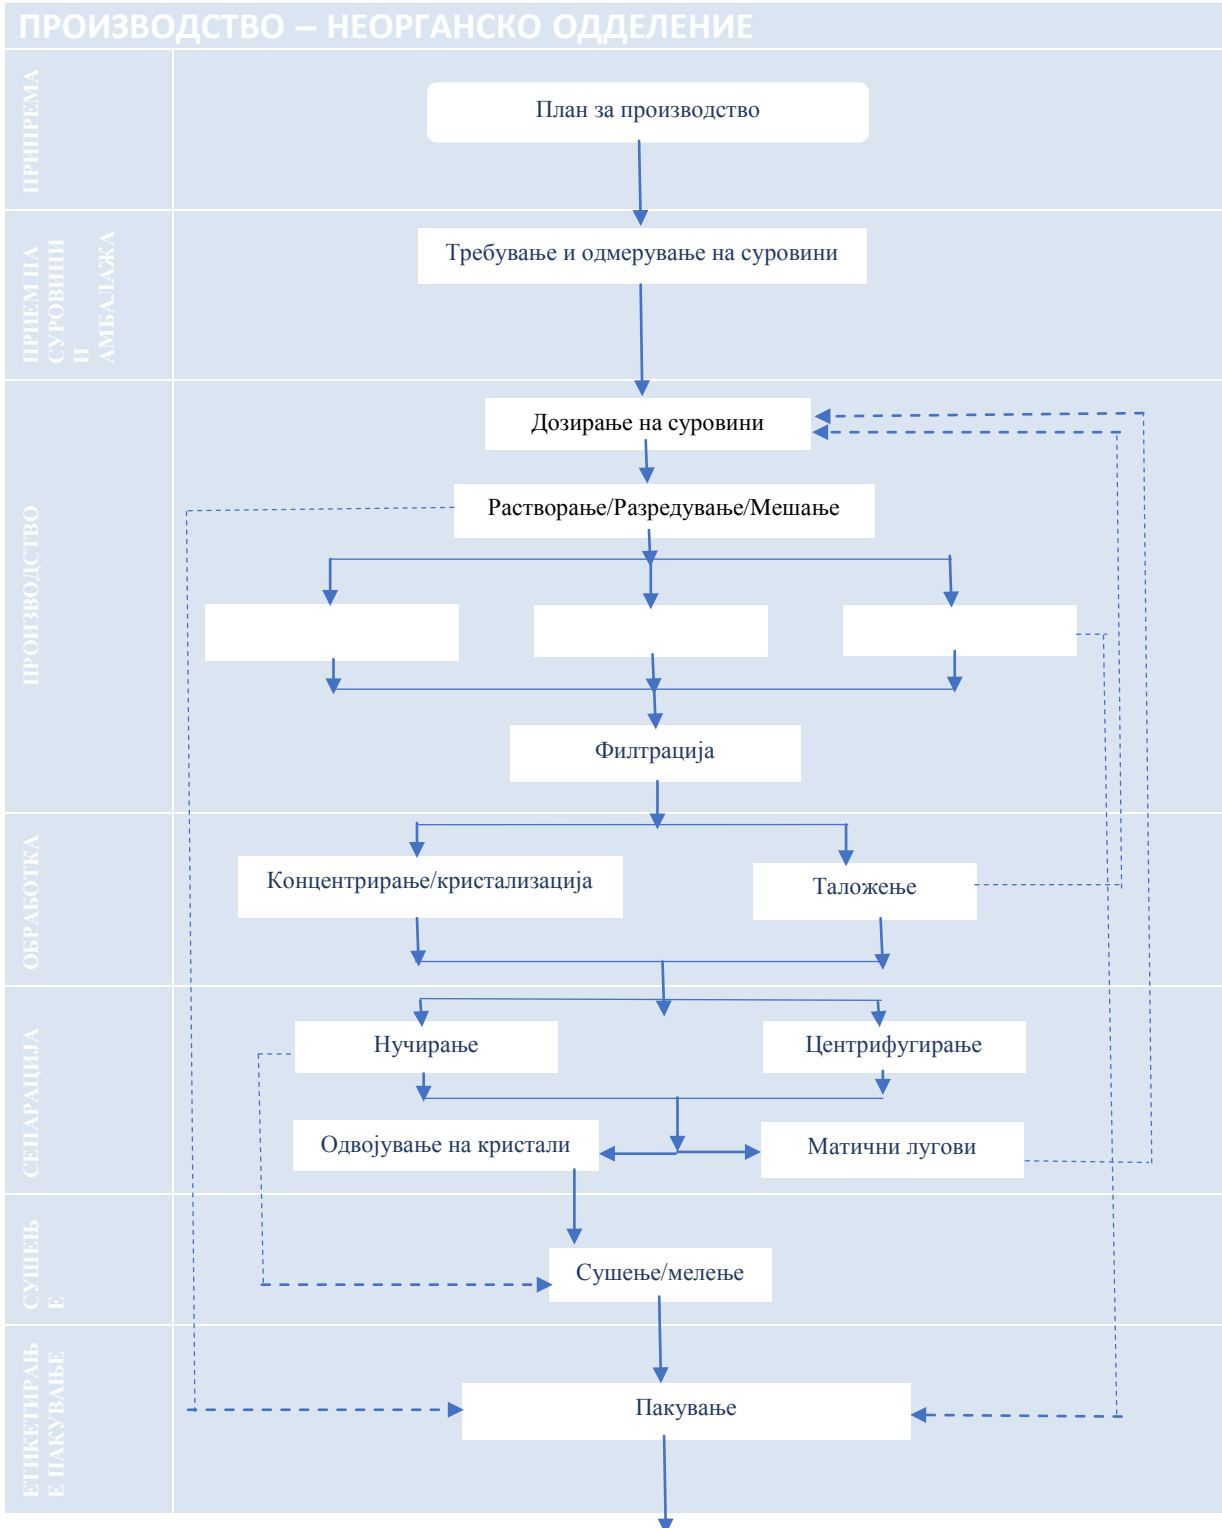 ПРОИЗВОДСТВО – НЕОРГАНСКО ОДДЕЛЕНИЕ
ПРИПРЕМА
План за производство
ПРИЕМ НА
СУРОВИНИ
И
АМБАЛАЖА
Требување и одмерување на суровини
ПРОИЗВОДСТВО
Дозирање на суровини
Растворање/Разредување/Мешање
Филтрација
ОБРАБОТКА
Концентрирање/кристализација
Таложење
СЕПАРАЦИЈА
Нучирање
Центрифугирање
Одвојување на кристали
Матични лугови
СУШЕЊ
Е
Сушење/мелење
ЕТИКЕТИРАЊ
Е ПАКУВАЊЕ
Пакување